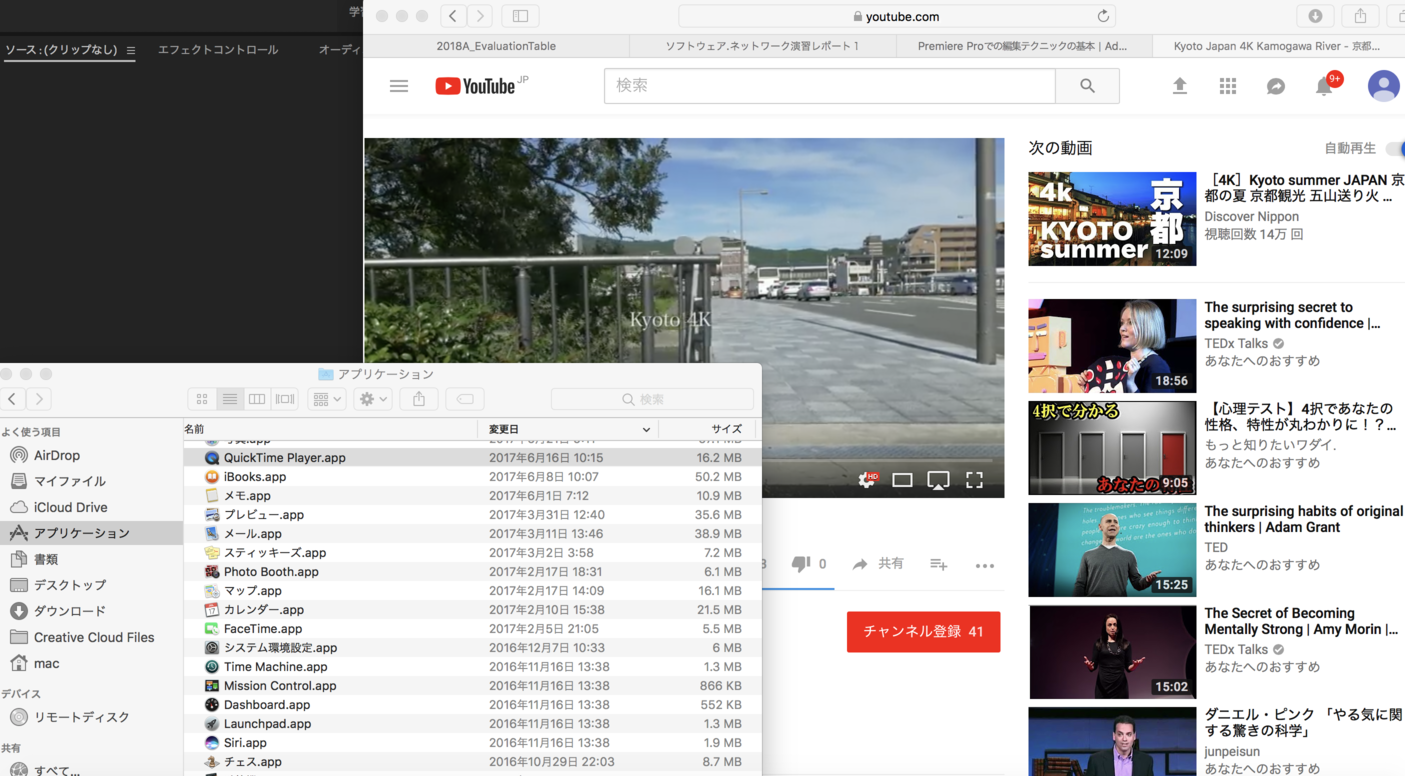 学
ソース : (クリップなし)
エフェクトコントロール
オーディ
youtube.com
2018A_EvaluationTable
ソフトウェア.ネットワーク演習レポート 1
Premiere Proでの編集テクニックの基本 | Ad...
Kyoto Japan 4K Kamogawa River - 京都...
YouTube JP
検索
9+
Kyoto 4K
HD
0
共有
チャンネル登録 41
次の動画
自動再生
4K
KYOTO
summer
京都
12:09
［4K］Kyoto summer JAPAN 京
都の夏 京都観光 五山送り火 ...
Discover Nippon
視聴回数 14万 回
18:56
The surprising secret to
speaking with confidence |...
TEDx Talks
あなたへのおすすめ
4択で分かる
あなたの
9:05
【心理テスト】4択であなたの
性格、特性が丸わかりに！？...
もっと知りたいワダイ.
あなたへのおすすめ
15:25
The surprising habits of original
thinkers | Adam Grant
TED
あなたへのおすすめ
15:02
The Secret of Becoming
Mentally Strong | Amy Morin |...
TEDx Talks
あなたへのおすすめ
ダニエル・ピンク 「やる気に関
する驚きの科学」
junpeisun
あなたへのおすすめ
アプリケーション
検索
よく使う項目
AirDrop
マイファイル
iCloud Drive
アプリケーション
書類
デスクトップ
ダウンロード
Creative Cloud Files
mac
デバイス
リモートディスク
共有
すべて...
名前 変更日 サイズ
QuickTime Player.app 2017年6月16日 10:15 16.2 MB
iBooks.app 2017年6月8日 10:07 50.2 MB
メモ.app 2017年6月1日 7:12 10.9 MB
プレビュー.app 2017年3月31日 12:40 35.6 MB
メール.app 2017年3月11日 13:46 38.9 MB
スティッキーズ.app 2017年3月2日 3:58 7.2 MB
Photo Booth.app 2017年2月17日 18:31 6.1 MB
マップ.app 2017年2月17日 14:09 16.1 MB
カレンダー.app 2017年2月10日 15:38 21.5 MB
FaceTime.app 2017年2月5日 21:05 5.5 MB
システム環境設定.app 2016年12月7日 10:33 6 MB
Time Machine.app 2016年11月16日 13:38 1.3 MB
Mission Control.app 2016年11月16日 13:38 866 KB
Dashboard.app 2016年11月16日 13:38 552 KB
Launchpad.app 2016年11月16日 13:38 1.3 MB
Siri.app 2016年11月16日 13:38 1.9 MB
チェス.app 2016年10月29日 22:03 8.7 MB